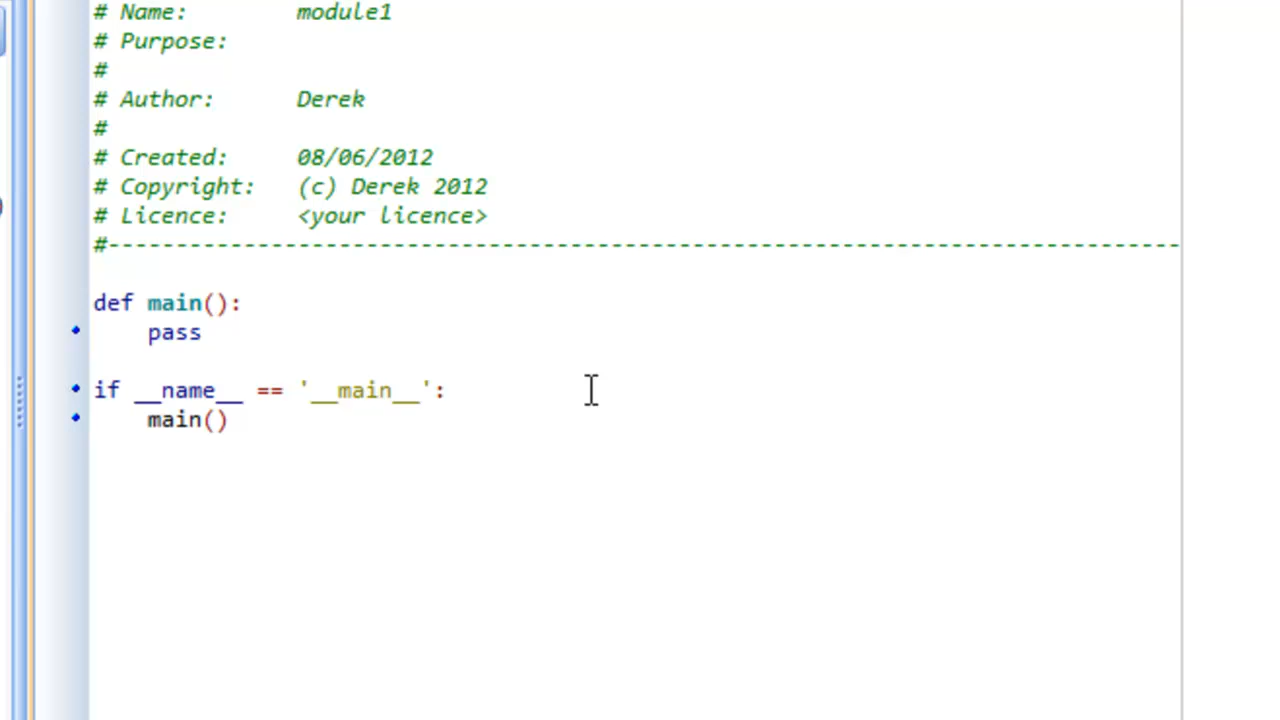 # Name:        module1
# Purpose:
#
# Author:      Derek
#
# Created:     08/06/2012
# Copyright:   (c) Derek 2012
# Licence:     <your licence>
#-------------------------------------------------------------------------------
def main():
    pass
if __name__ == '__main__':
    main()